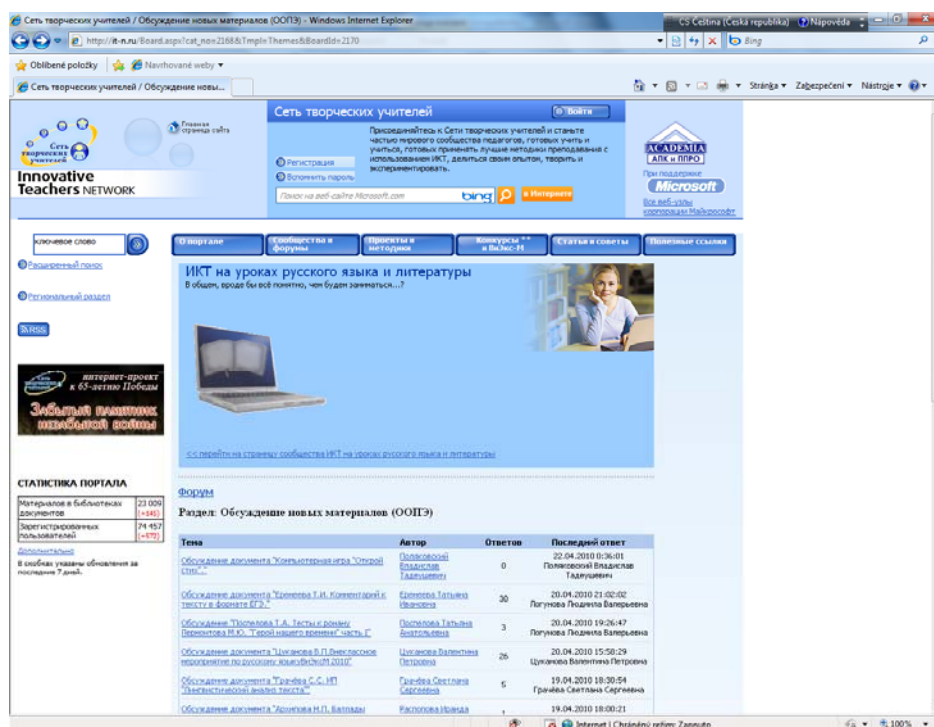 Сеть творческих учителей / Обсуждение новых материалов (ООПЭ) - Windows Internet Explorer
CS Čeština (Česká republika) Nápověda
http://it-n.ru/Board.aspx?cat_no=2168&Tmpl=Themes&BoardId=2170
Bing
Oblíbené položky
Navrhované weby
Сеть творческих учителей / Обсуждение новы...
Stránka
Zabezpečení
Nástroje
Сеть творческих учителей
Innovative
Teachers NETWORK
Главная
страница сайта
Сеть творческих учителей
Войти
Присоединяйтесь к Сети творческих учителей и станьте
частью мирового сообщества педагогов, готовых учить и
учиться, готовых применять лучшие методики преподавания с
использованием ИКТ, делиться своим опытом, творить и
экспериментировать.
Регистрация
Вспомнить пароль
Поиск на веб-сайте Microsoft.com
bing
в Интернете
ACADEMIA
АПК и ППРО
При поддержке
Microsoft
Все веб-узлы
корпорации Майкрософт
ключевое слово
Расширенный поиск
Региональный раздел
RSS
О портале
Сообщества и
форумы
Проекты и
методики
Конкурсы
и ВиЭкс-М
Статьи и советы
Полезные ссылки
ИКТ на уроках русского языка и литературы
В общем, вроде бы всё понятно, чем будем заниматься...?
<< перейти на страницу сообщества ИКТ на уроках русского языка и литературы
интернет-проект
к 65-летию Победы
Забытый памятник
незабытой войны
СТАТИСТИКА ПОРТАЛА
Материалов в библиотеках документов 23 009 (+345)
Зарегистрированных пользователей 74 457 (+572)
Дополнительно
В скобках указаны обновления за
последние 7 дней.
Форум
Раздел: Обсуждение новых материалов (ООПЭ)
Тема Автор Ответов Последний ответ
Обсуждение документа "Компьютерная игра "Открой стих"." Поляковский Владислав Тадеушевич 0 22.04.2010 0:36:01 Поляковский Владислав Тадеушевич
Обсуждение документа "Еремеева Т.И. Комментарий к тексту в формате ЕГЭ." Еремеева Татьяна Ивановна 30 20.04.2010 21:02:02 Логунова Людмила Валерьевна
Обсуждение "Поспелова Т.А. Тесты к роману Лермонтова М.Ю. "Герой нашего времени" часть 1" Поспелова Татьяна Анатольевна 3 20.04.2010 19:26:47 Логунова Людмила Валерьевна
Обсуждение документа "Цуканова В.П.Внеклассное мероприятие по русскому языкуВиЭксМ 2010" Цуканова Валентина Петровна 26 20.04.2010 15:58:29 Цуканова Валентина Петровна
Обсуждение документа "Грачёва С.С. ИП "Лингвистический анализ текста"" Грачёва Светлана Сергеевна 5 19.04.2010 18:30:54 Грачёва Светлана Сергеевна
Обсуждение документа "Архипова Н.П. Баллады Распопова Ираида 1 19.04.2010 18:00:21
Internet | Chráněný režim: Zapnuto
100%